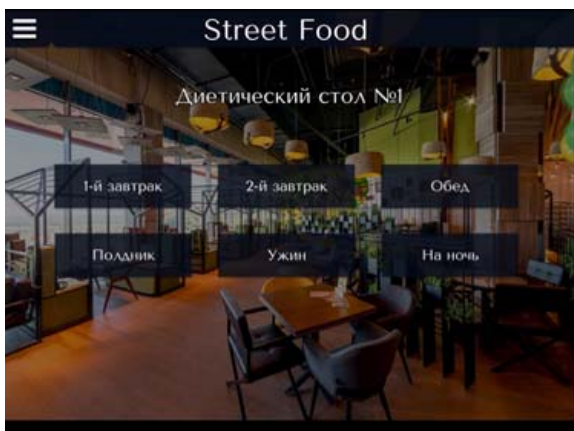 Street Food
Диетический стол №1
1-й завтрак
2-й завтрак
Обед
Полдник
Ужин
На ночь